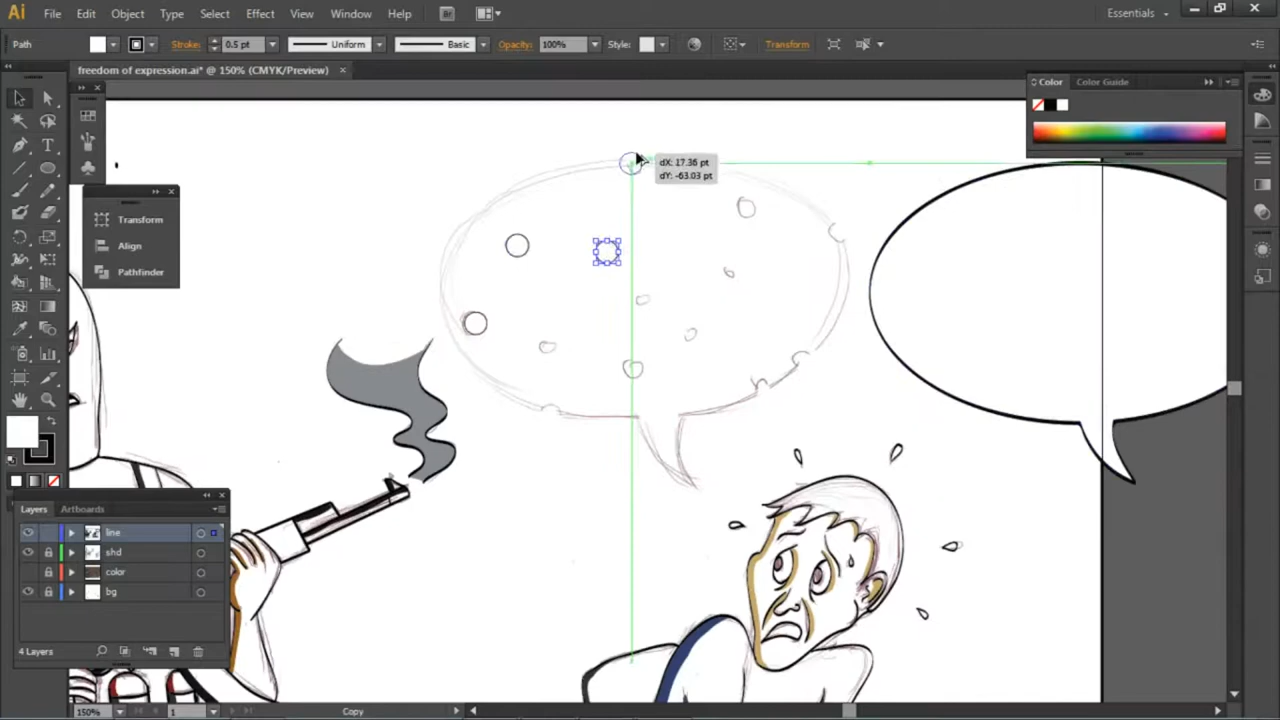 Ai File Edit Object Type Select Effect View Window Help Br Essentials
Path Stroke: 0.5 pt Uniform Basic Opacity: 100% Style: Transform
freedom of expression.ai* @ 150% (CMYK/Preview)
Color Color Guide
dX: 17.36 pt
dY: -63.03 pt
Transform
Align
Pathfinder
Layers Artboards
line
shd
color
bg
4 Layers
150% 1 Copy